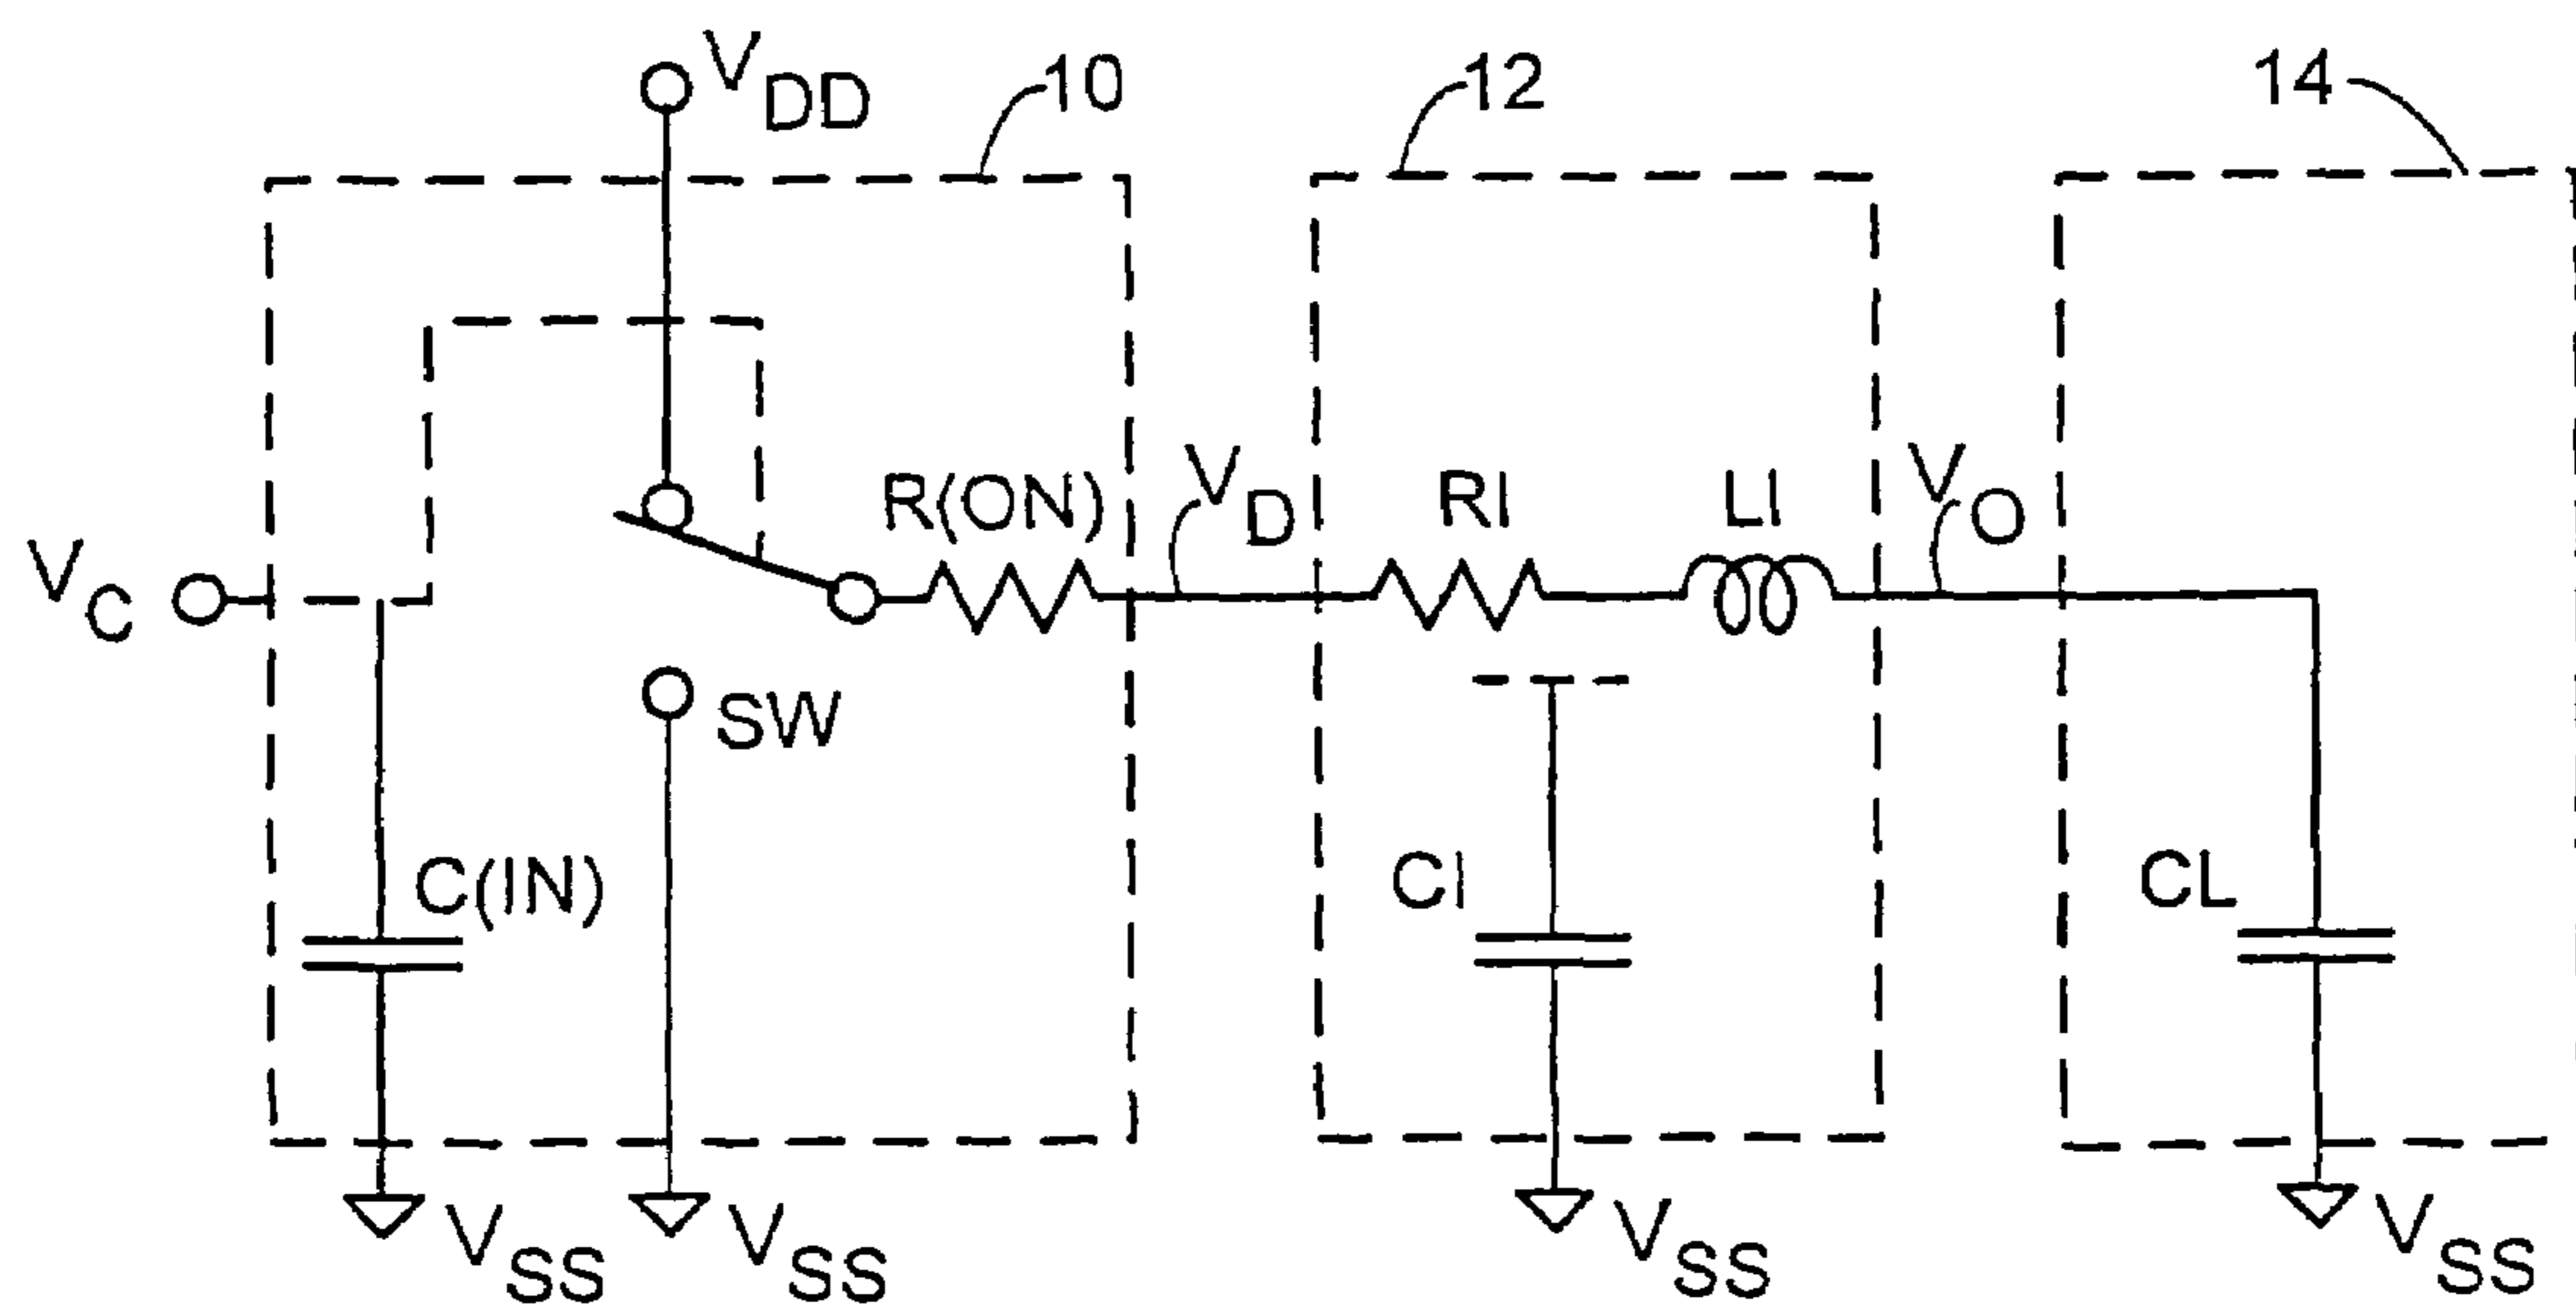 V_DD
10
12
14
R(ON)
V_D
RI
LI
V_O
V_C
SW
C(IN)
CI
CL
V_SS
V_SS
V_SS
V_SS